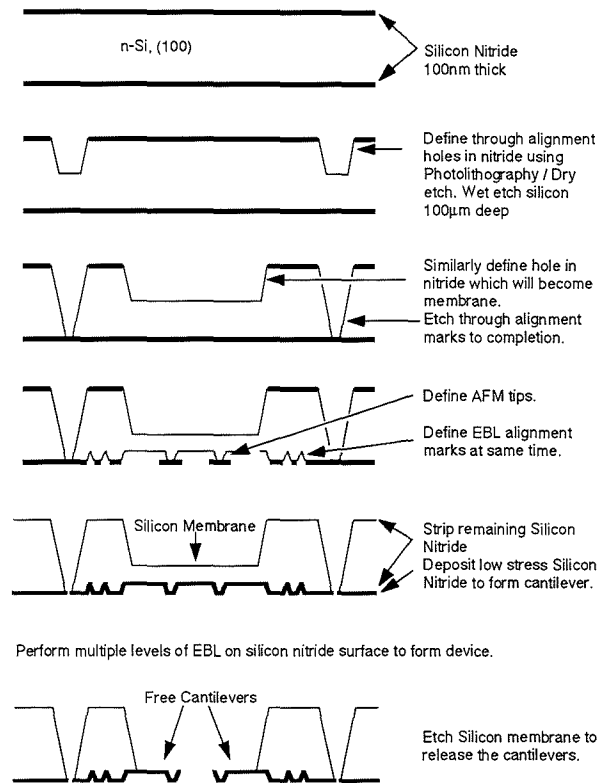 n-Si, (100)
Silicon Nitride
100nm thick
Define through alignment
holes in nitride using
Photolithography / Dry
etch. Wet etch silicon
100µm deep
Similarly define hole in
nitride which will become
membrane.
Etch through alignment
marks to completion.
Define AFM tips.
Define EBL alignment
marks at same time.
Silicon Membrane
Strip remaining Silicon
Nitride
Deposit low stress Silicon
Nitride to form cantilever.
Perform multiple levels of EBL on silicon nitride surface to form device.
Free Cantilevers
Etch Silicon membrane to
release the cantilevers.